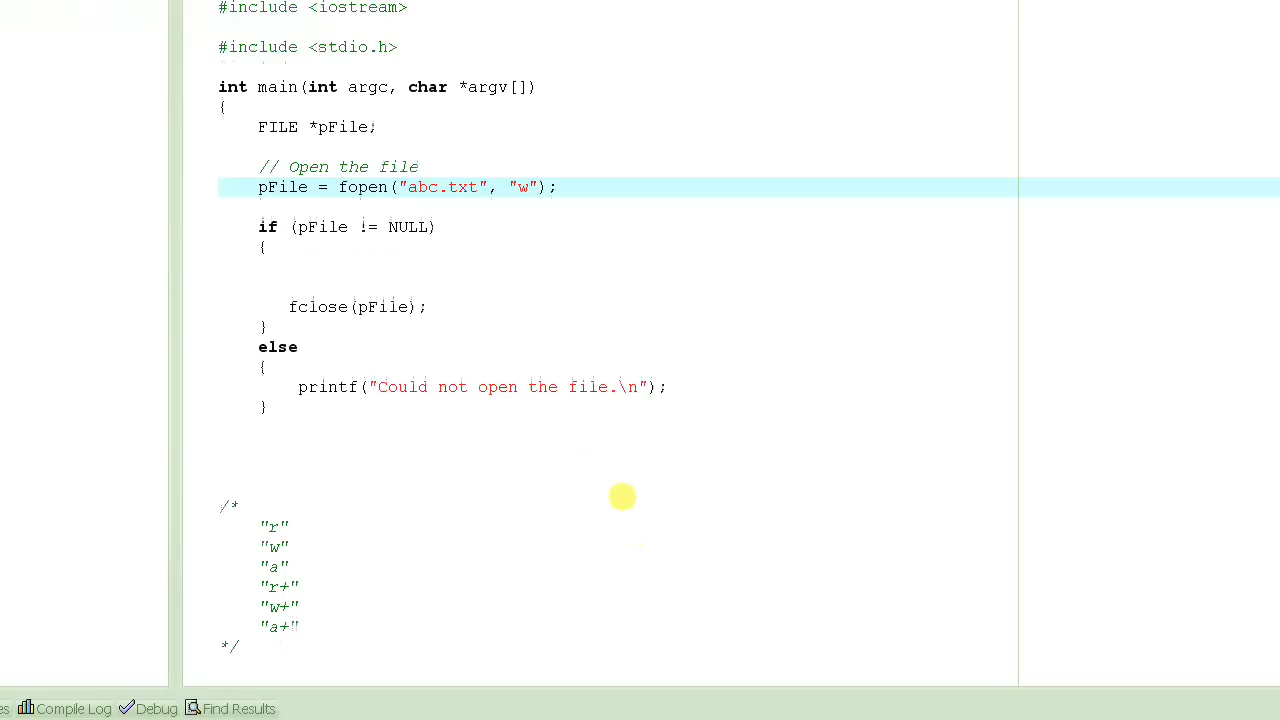 #include <iostream>
#include <stdio.h>
int main(int argc, char *argv[])
{
FILE *pFile;
// Open the file
pFile = fopen("abc.txt", "w");
if (pFile != NULL)
{
fclose(pFile);
}
else
{
printf("Could not open the file.\n");
}
/*
"r"
"w"
"a"
"r+"
"w+"
"a+"
*/
Compile Log Debug Find Results